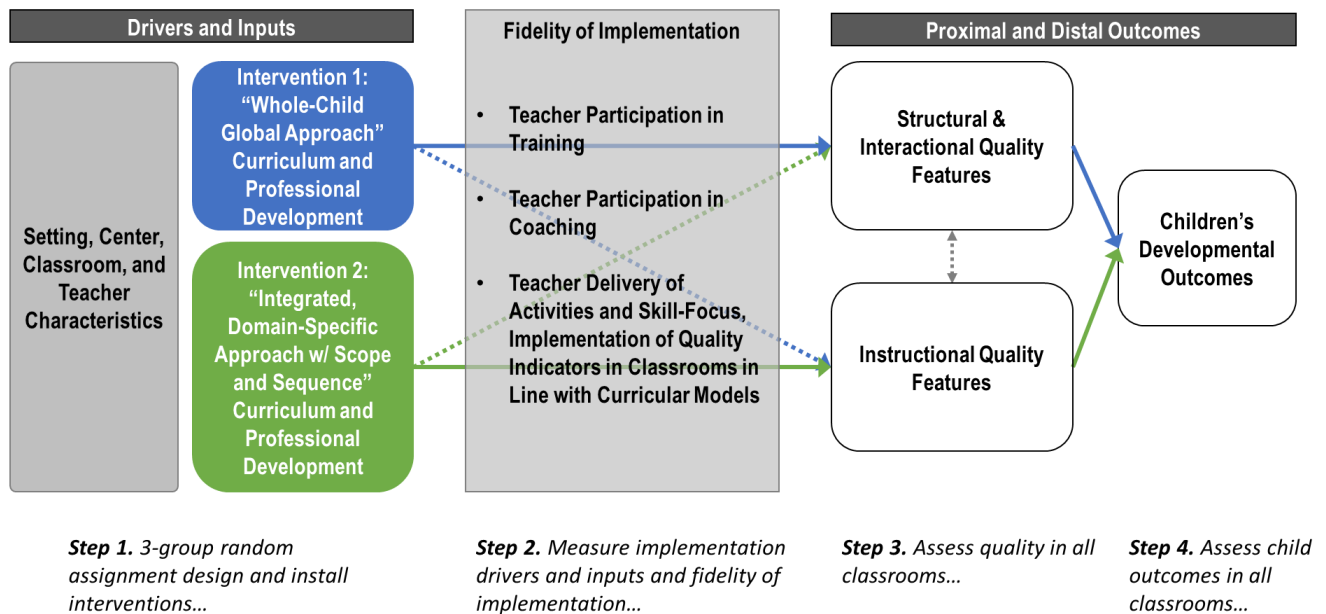 Drivers and Inputs
Setting, Center,
Classroom, and
Teacher
Characteristics
Intervention 1:
“Whole-Child
Global Approach”
Curriculum and
Professional
Development
Intervention 2:
“Integrated,
Domain-Specific
Approach w/ Scope
and Sequence”
Curriculum and
Professional
Development
Fidelity of Implementation
• Teacher Participation in
Training
• Teacher Participation in
Coaching
• Teacher Delivery of
Activities and Skill-Focus,
Implementation of Quality
Indicators in Classrooms in
Line with Curricular Models
Proximal and Distal Outcomes
Structural &
Interactional Quality
Features
Instructional Quality
Features
Children’s
Developmental
Outcomes
Step 1. 3-group random
assignment design and install
interventions…
Step 2. Measure implementation
drivers and inputs and fidelity of
implementation…
Step 3. Assess quality in all
classrooms…
Step 4. Assess child
outcomes in all
classrooms…